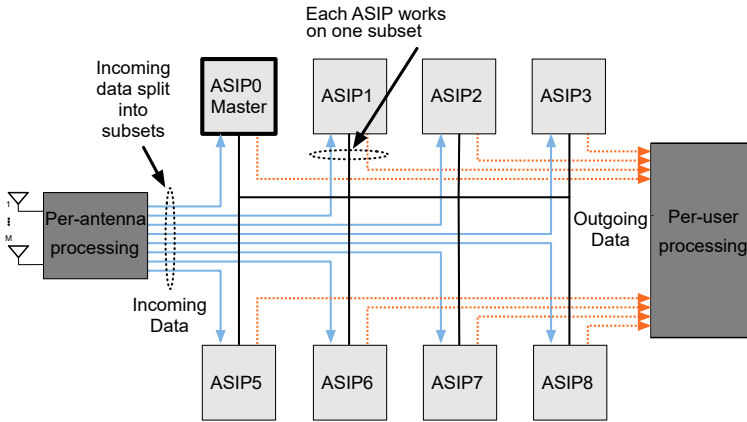 Each ASIP works
on one subset
Incoming
data split
into
subsets
ASIP0
Master
ASIP1
ASIP2
ASIP3
1
M
Per-antenna
processing
Outgoing
Data
Per-user
processing
Incoming
Data
ASIP5
ASIP6
ASIP7
ASIP8